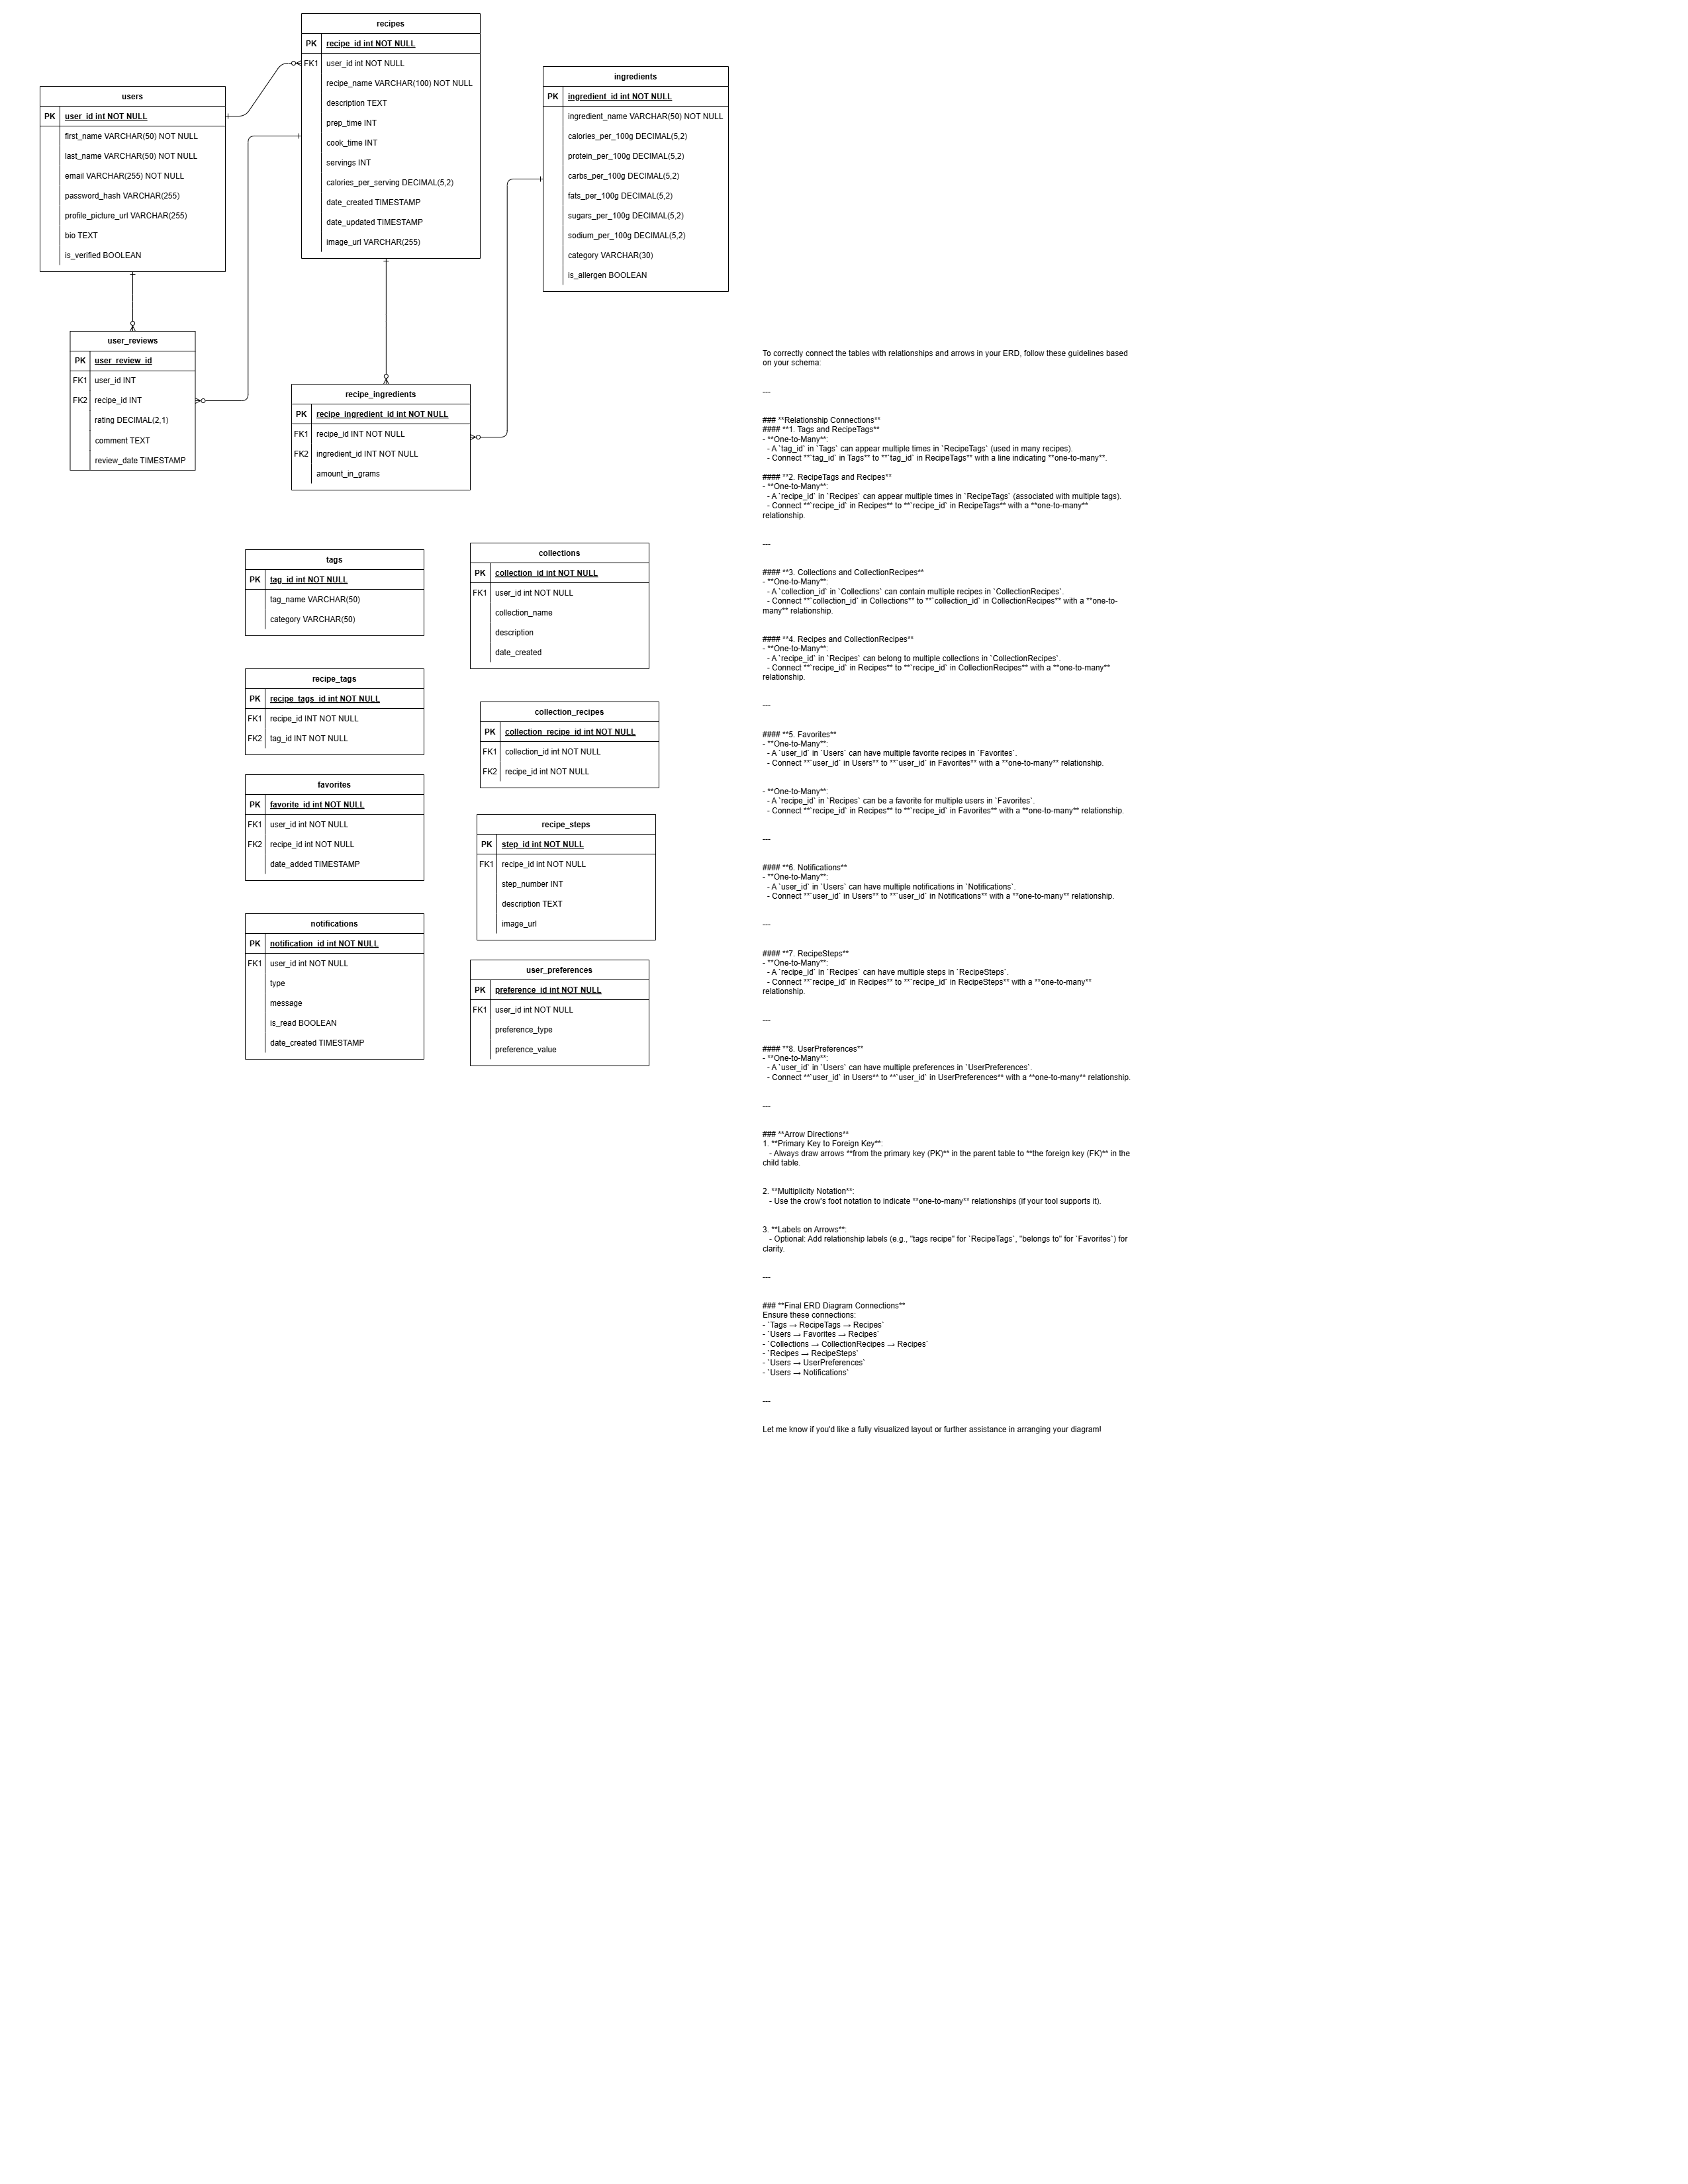 recipes
PK recipe_id int NOT NULL
FK1 user_id int NOT NULL
recipe_name VARCHAR(100) NOT NULL
description TEXT
prep_time INT
cook_time INT
servings INT
calories_per_serving DECIMAL(5,2)
date_created TIMESTAMP
date_updated TIMESTAMP
image_url VARCHAR(255)
ingredients
PK ingredient_id int NOT NULL
ingredient_name VARCHAR(50) NOT NULL
calories_per_100g DECIMAL(5,2)
protein_per_100g DECIMAL(5,2)
carbs_per_100g DECIMAL(5,2)
fats_per_100g DECIMAL(5,2)
sugars_per_100g DECIMAL(5,2)
sodium_per_100g DECIMAL(5,2)
category VARCHAR(30)
is_allergen BOOLEAN
users
PK user_id int NOT NULL
first_name VARCHAR(50) NOT NULL
last_name VARCHAR(50) NOT NULL
email VARCHAR(255) NOT NULL
password_hash VARCHAR(255)
profile_picture_url VARCHAR(255)
bio TEXT
is_verified BOOLEAN
user_reviews
PK user_review_id
FK1 user_id INT
FK2 recipe_id INT
rating DECIMAL(2,1)
comment TEXT
review_date TIMESTAMP
recipe_ingredients
PK recipe_ingredient_id int NOT NULL
FK1 recipe_id INT NOT NULL
FK2 ingredient_id INT NOT NULL
amount_in_grams
tags
PK tag_id int NOT NULL
tag_name VARCHAR(50)
category VARCHAR(50)
collections
PK collection_id int NOT NULL
FK1 user_id int NOT NULL
collection_name
description
date_created
recipe_tags
PK recipe_tags_id int NOT NULL
FK1 recipe_id INT NOT NULL
FK2 tag_id INT NOT NULL
collection_recipes
PK collection_recipe_id int NOT NULL
FK1 collection_id int NOT NULL
FK2 recipe_id int NOT NULL
favorites
PK favorite_id int NOT NULL
FK1 user_id int NOT NULL
FK2 recipe_id int NOT NULL
date_added TIMESTAMP
recipe_steps
PK step_id int NOT NULL
FK1 recipe_id int NOT NULL
step_number INT
description TEXT
image_url
notifications
PK notification_id int NOT NULL
FK1 user_id int NOT NULL
type
message
is_read BOOLEAN
date_created TIMESTAMP
user_preferences
PK preference_id int NOT NULL
FK1 user_id int NOT NULL
preference_type
preference_value
To correctly connect the tables with relationships and arrows in your ERD, follow these guidelines based
on your schema:
---
### **Relationship Connections**
#### **1. Tags and RecipeTags**
- **One-to-Many**:
- A `tag_id` in `Tags` can appear multiple times in `RecipeTags` (used in many recipes).
- Connect **`tag_id` in Tags** to **`tag_id` in RecipeTags** with a line indicating **one-to-many**.
#### **2. RecipeTags and Recipes**
- **One-to-Many**:
- A `recipe_id` in `Recipes` can appear multiple times in `RecipeTags` (associated with multiple tags).
- Connect **`recipe_id` in Recipes** to **`recipe_id` in RecipeTags** with a **one-to-many**
relationship.
---
#### **3. Collections and CollectionRecipes**
- **One-to-Many**:
- A `collection_id` in `Collections` can contain multiple recipes in `CollectionRecipes`.
- Connect **`collection_id` in Collections** to **`collection_id` in CollectionRecipes** with a **one-to-
many** relationship.
#### **4. Recipes and CollectionRecipes**
- **One-to-Many**:
- A `recipe_id` in `Recipes` can belong to multiple collections in `CollectionRecipes`.
- Connect **`recipe_id` in Recipes** to **`recipe_id` in CollectionRecipes** with a **one-to-many**
relationship.
---
#### **5. Favorites**
- **One-to-Many**:
- A `user_id` in `Users` can have multiple favorite recipes in `Favorites`.
- Connect **`user_id` in Users** to **`user_id` in Favorites** with a **one-to-many** relationship.
- **One-to-Many**:
- A `recipe_id` in `Recipes` can be a favorite for multiple users in `Favorites`.
- Connect **`recipe_id` in Recipes** to **`recipe_id` in Favorites** with a **one-to-many** relationship.
---
#### **6. Notifications**
- **One-to-Many**:
- A `user_id` in `Users` can have multiple notifications in `Notifications`.
- Connect **`user_id` in Users** to **`user_id` in Notifications** with a **one-to-many** relationship.
---
#### **7. RecipeSteps**
- **One-to-Many**:
- A `recipe_id` in `Recipes` can have multiple steps in `RecipeSteps`.
- Connect **`recipe_id` in Recipes** to **`recipe_id` in RecipeSteps** with a **one-to-many**
relationship.
---
#### **8. UserPreferences**
- **One-to-Many**:
- A `user_id` in `Users` can have multiple preferences in `UserPreferences`.
- Connect **`user_id` in Users** to **`user_id` in UserPreferences** with a **one-to-many** relationship.
---
### **Arrow Directions**
1. **Primary Key to Foreign Key**:
- Always draw arrows **from the primary key (PK)** in the parent table to **the foreign key (FK)** in the
child table.
2. **Multiplicity Notation**:
- Use the crow's foot notation to indicate **one-to-many** relationships (if your tool supports it).
3. **Labels on Arrows**:
- Optional: Add relationship labels (e.g., "tags recipe" for `RecipeTags`, "belongs to" for `Favorites`) for
clarity.
---
### **Final ERD Diagram Connections**
Ensure these connections:
- `Tags → RecipeTags → Recipes`
- `Users → Favorites → Recipes`
- `Collections → CollectionRecipes → Recipes`
- `Recipes → RecipeSteps`
- `Users → UserPreferences`
- `Users → Notifications`
---
Let me know if you'd like a fully visualized layout or further assistance in arranging your diagram!